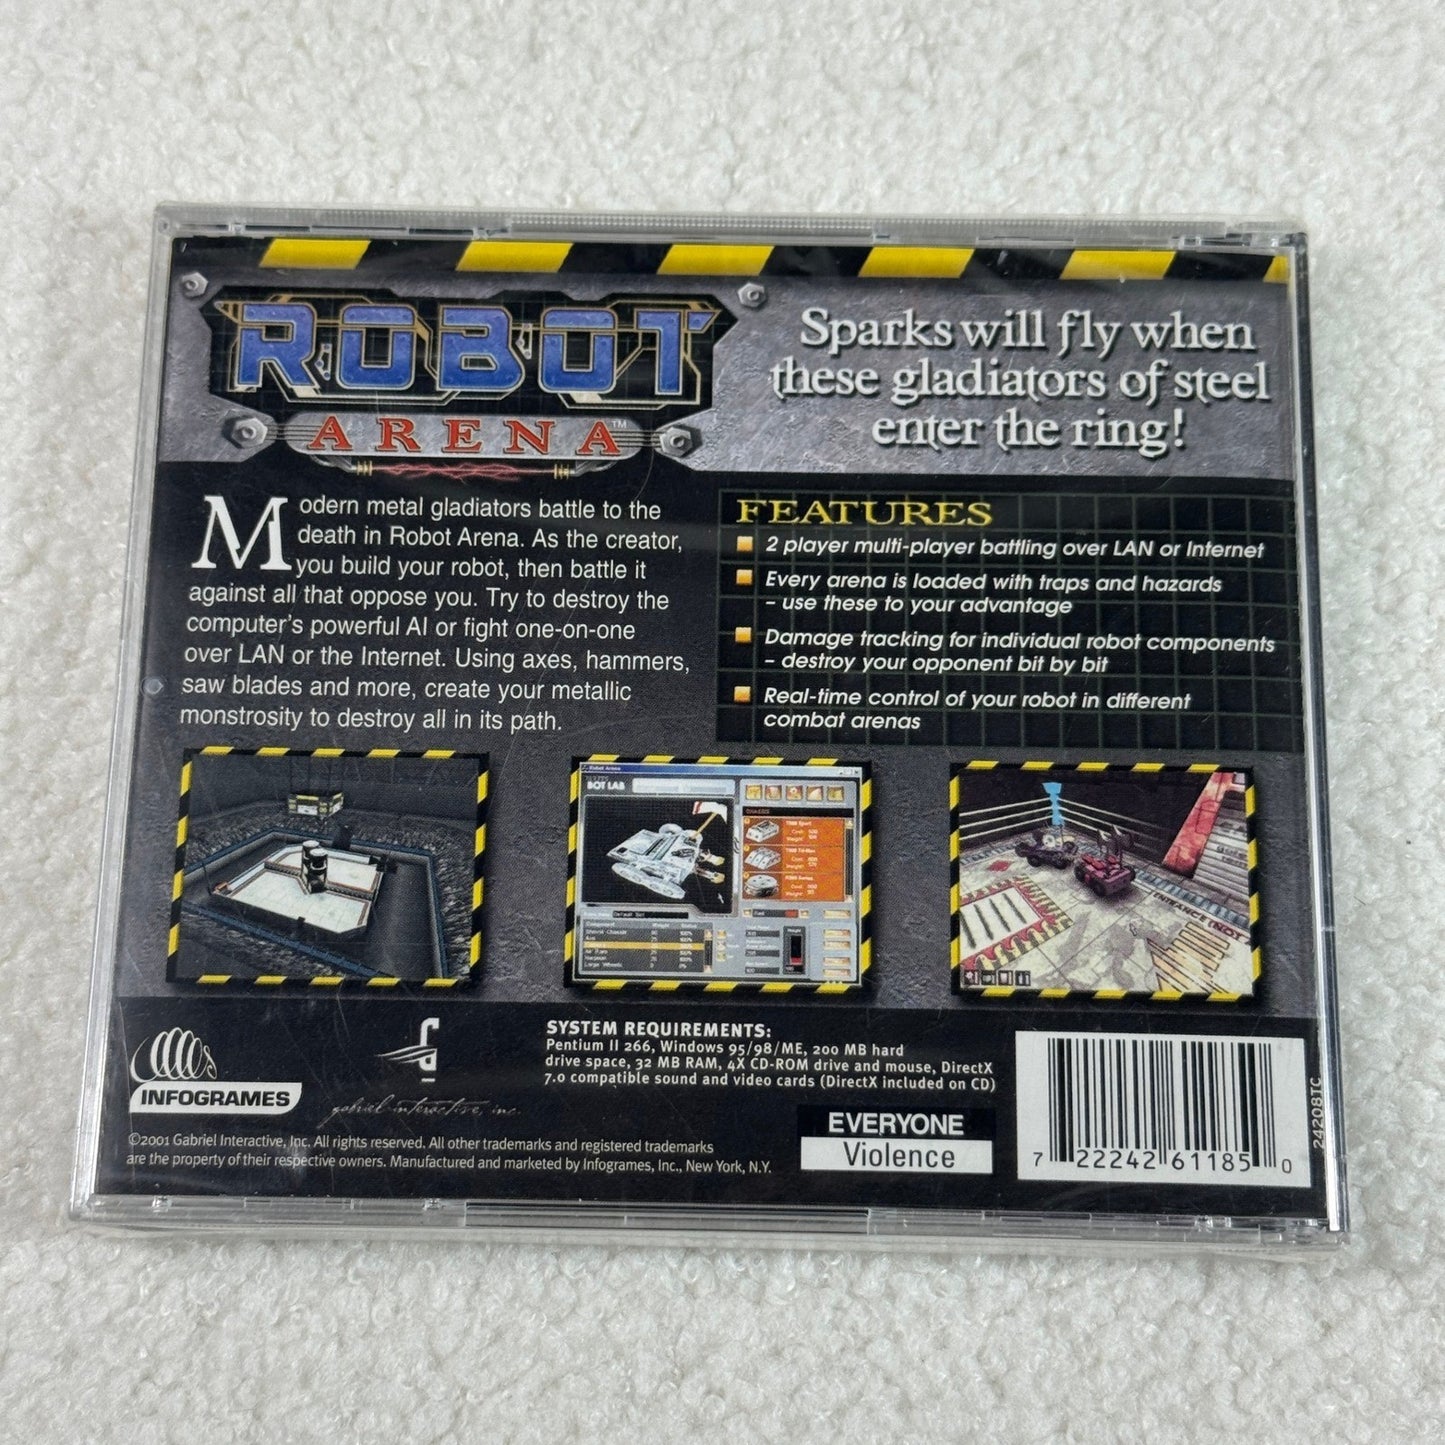 ROBOT
ARENA™
Sparks will fly when
these gladiators of steel
enter the ring!
Modern metal gladiators battle to the
death in Robot Arena. As the creator,
you build your robot, then battle it
against all that oppose you. Try to destroy the
computer's powerful AI or fight one-on-one
over LAN or the Internet. Using axes, hammers,
saw blades and more, create your metallic
monstrosity to destroy all in its path.
FEATURES
2 player multi-player battling over LAN or Internet
Every arena is loaded with traps and hazards
– use these to your advantage
Damage tracking for individual robot components
– destroy your opponent bit by bit
Real-time control of your robot in different
combat arenas
Robot Arena
BOT LAB
Default Bot
Component Weight Status
ENTRANCE
INFOGRAMES
gabriel interactive, inc.
SYSTEM REQUIREMENTS:
Pentium II 266, Windows 95/98/ME, 200 MB hard
drive space, 32 MB RAM, 4X CD-ROM drive and mouse, DirectX
7.0 compatible sound and video cards (DirectX included on CD)
EVERYONE
Violence
©2001 Gabriel Interactive, Inc. All rights reserved. All other trademarks and registered trademarks
are the property of their respective owners. Manufactured and marketed by Infogrames, Inc., New York, N.Y.
7 22242 61185 0
24208TC